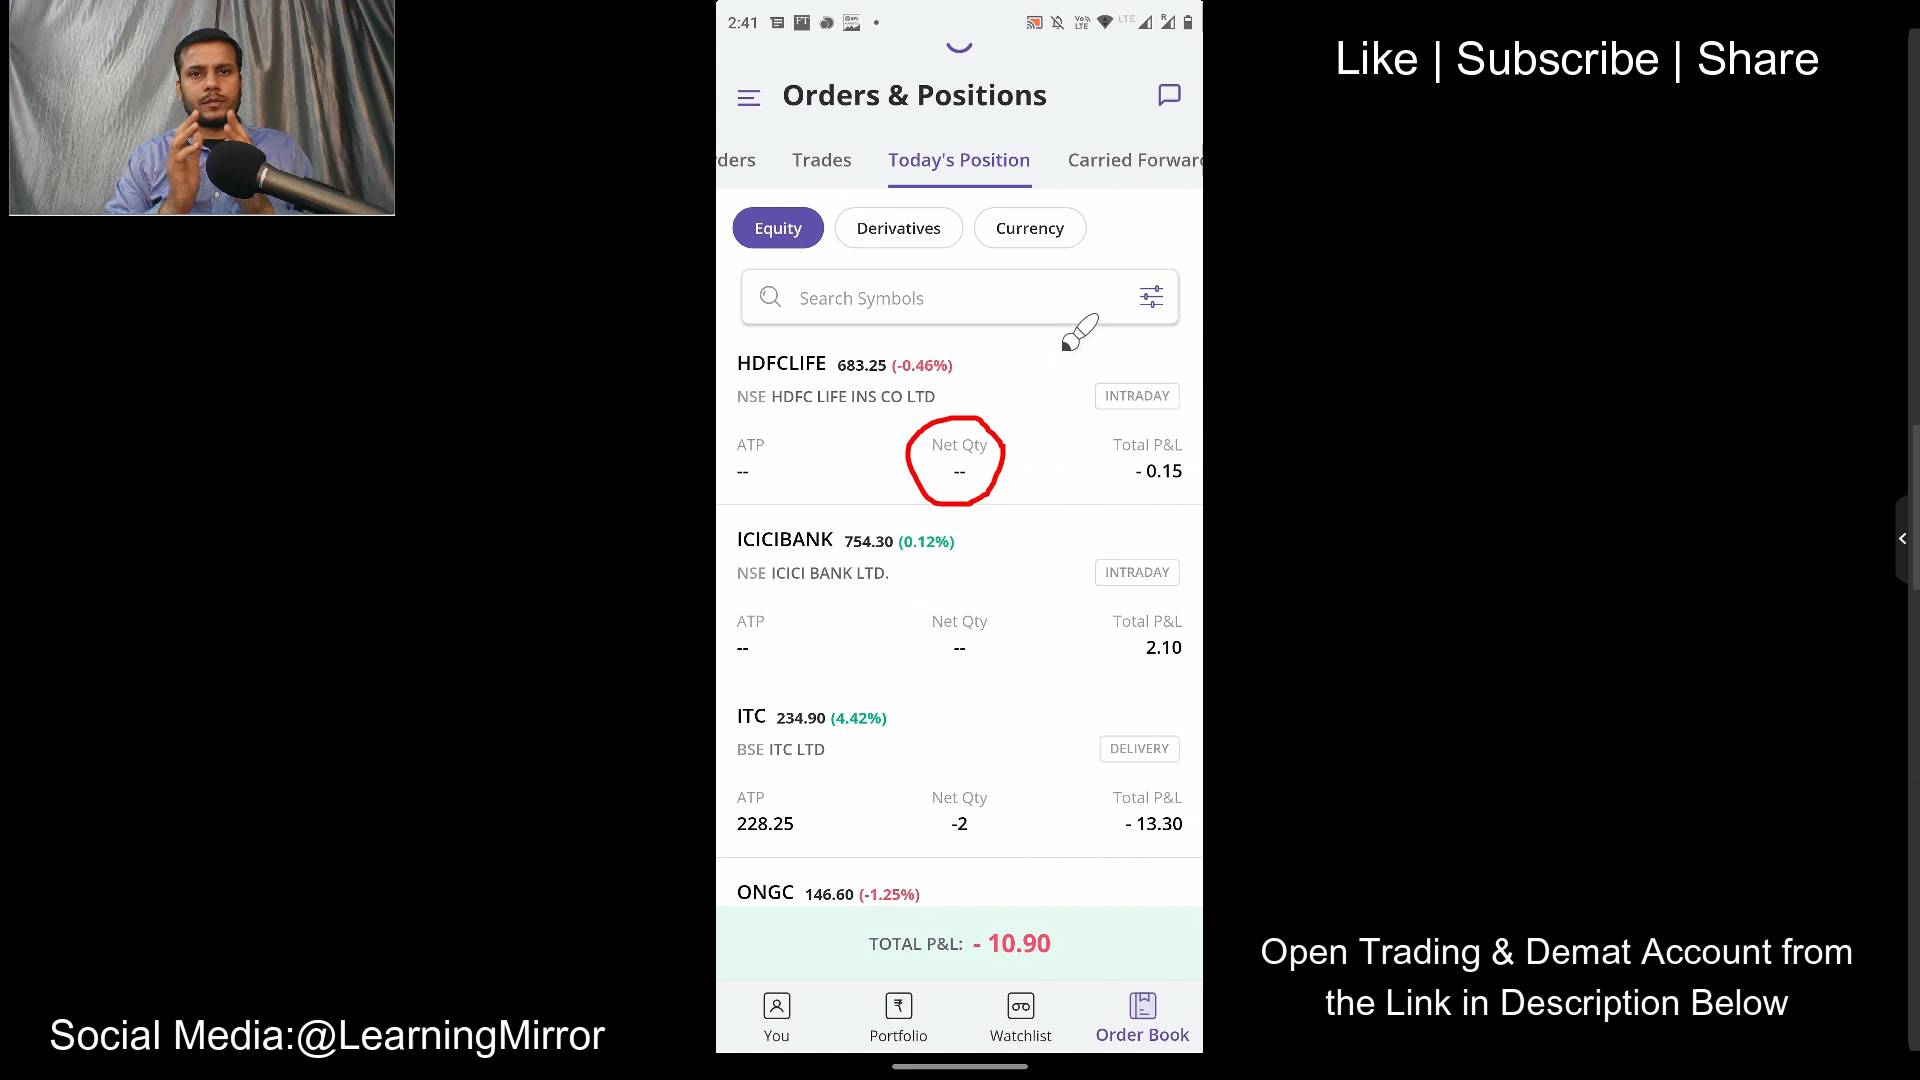 Like | Subscribe | Share
2:41
FT
Vo)) LTE
LTE
R
Orders & Positions
ders Trades Today's Position Carried Forwar
Equity Derivatives Currency
Search Symbols
HDFCLIFE 683.25 (-0.46%)
NSE HDFC LIFE INS CO LTD INTRADAY
ATP Net Qty Total P&L
-- -- - 0.15
ICICIBANK 754.30 (0.12%)
NSE ICICI BANK LTD. INTRADAY
ATP Net Qty Total P&L
-- -- 2.10
ITC 234.90 (4.42%)
BSE ITC LTD DELIVERY
ATP Net Qty Total P&L
228.25 -2 - 13.30
ONGC 146.60 (-1.25%)
TOTAL P&L: - 10.90
You Portfolio Watchlist Order Book
Open Trading & Demat Account from
the Link in Description Below
Social Media:@LearningMirror